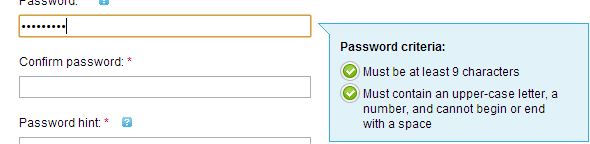 Password: ?
•••••••••
Password criteria:
Must be at least 9 characters
Must contain an upper-case letter, a
number, and cannot begin or end
with a space
Confirm password: *
Password hint: * ?